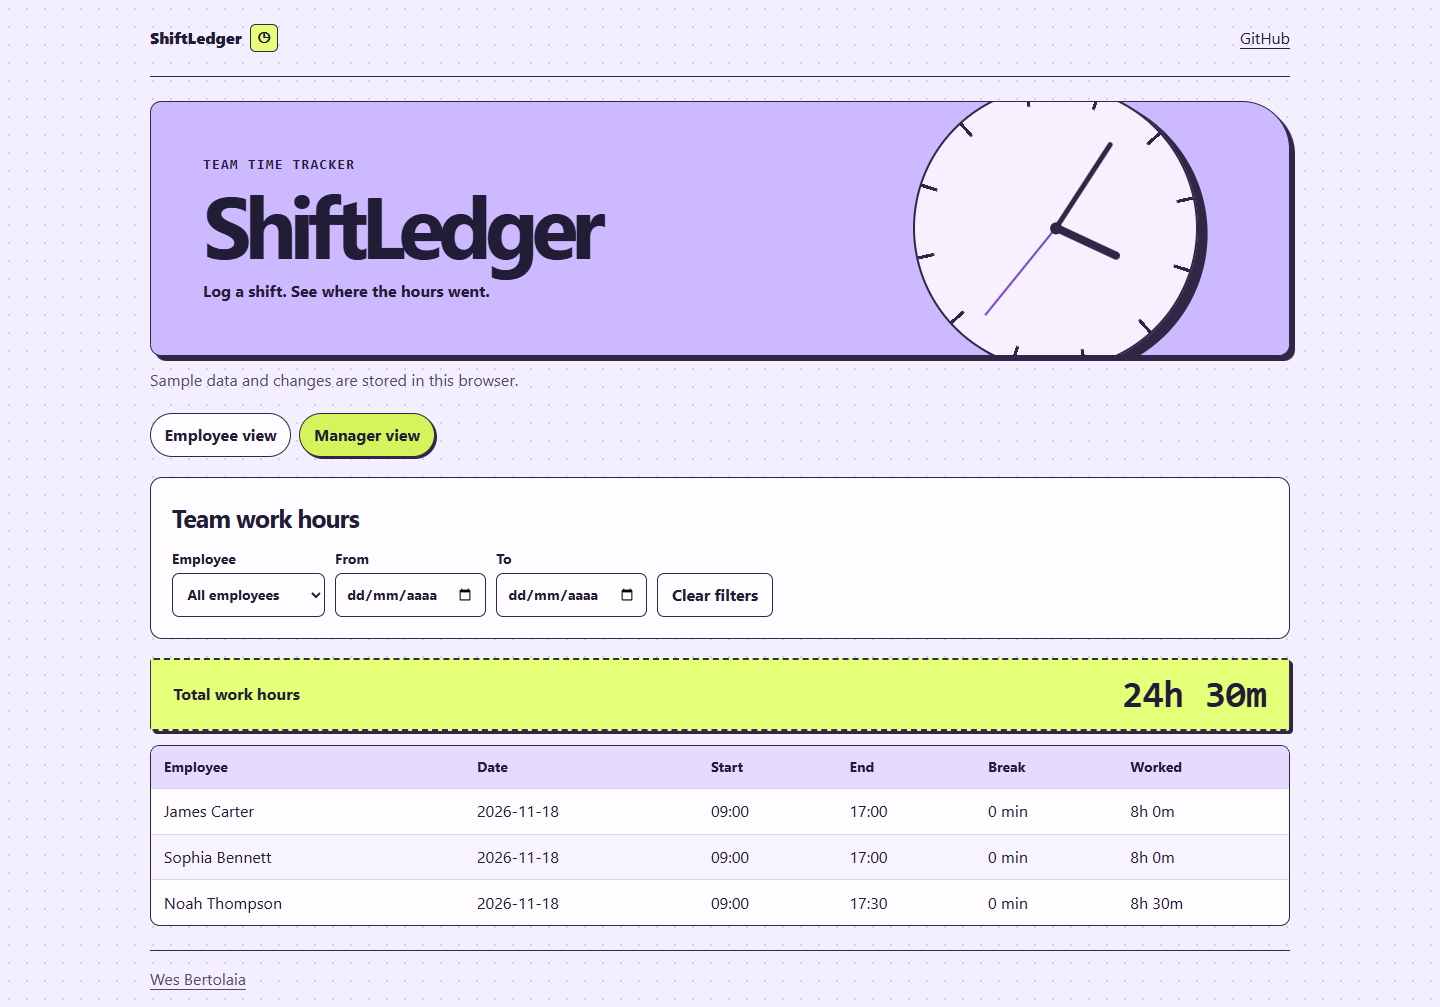 ShiftLedger
GitHub
TEAM TIME TRACKER
ShiftLedger
Log a shift. See where the hours went.
Sample data and changes are stored in this browser.
Employee view Manager view
Team work hours
Employee From To
All employees dd/mm/aaaa dd/mm/aaaa Clear filters
Total work hours 24h 30m
Employee Date Start End Break Worked
James Carter 2026-11-18 09:00 17:00 0 min 8h 0m
Sophia Bennett 2026-11-18 09:00 17:00 0 min 8h 0m
Noah Thompson 2026-11-18 09:00 17:30 0 min 8h 30m
Wes Bertolaia